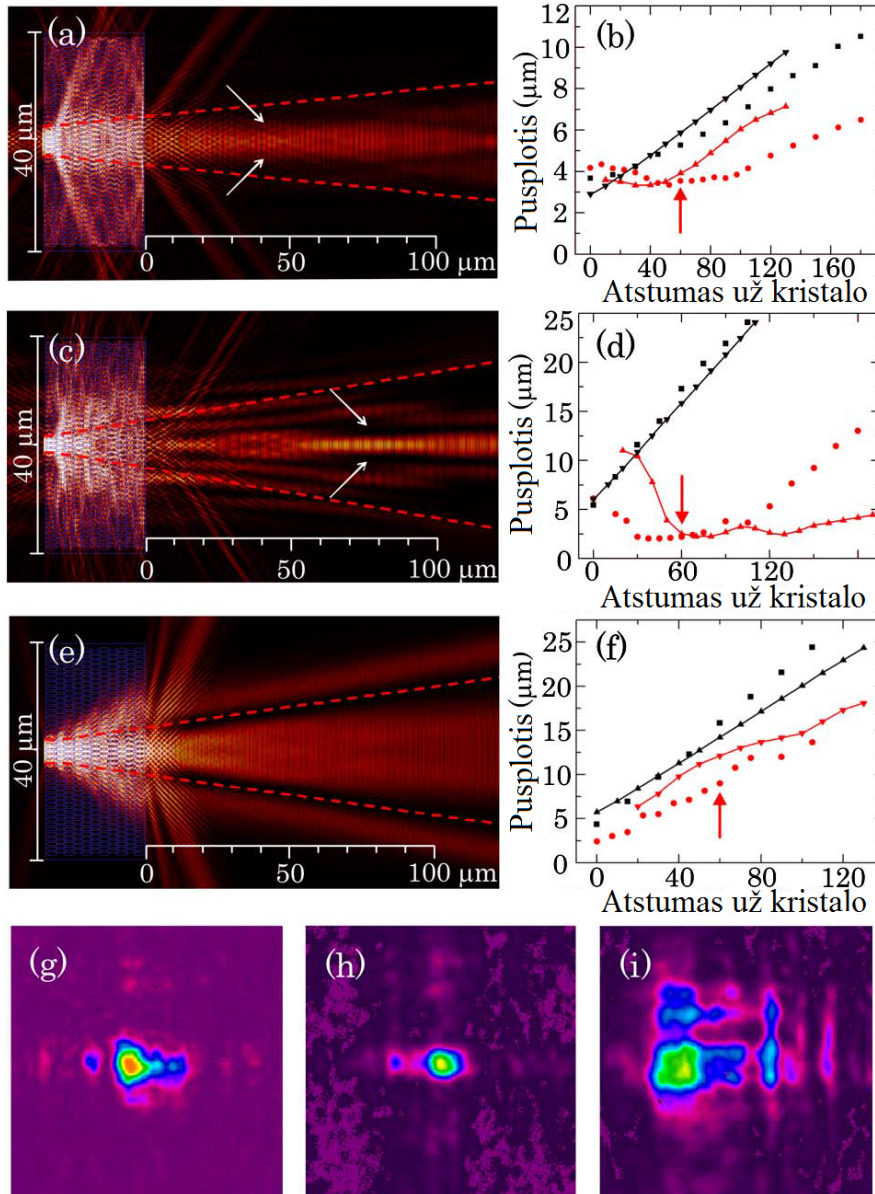 (a)
40 µm
0 50 100 µm
(b)
Pusplotis (µm)
12
10
8
6
4
2
0
0 40 80 120 160
Atstumas už kristalo
(c)
40 µm
0 50 100 µm
(d)
Pusplotis (µm)
25
20
15
10
5
0
0 60 120
Atstumas už kristalo
(e)
40 µm
0 50 100 µm
(f)
Pusplotis (µm)
25
20
15
10
5
0
0 40 80 120
Atstumas už kristalo
(g)
(h)
(i)